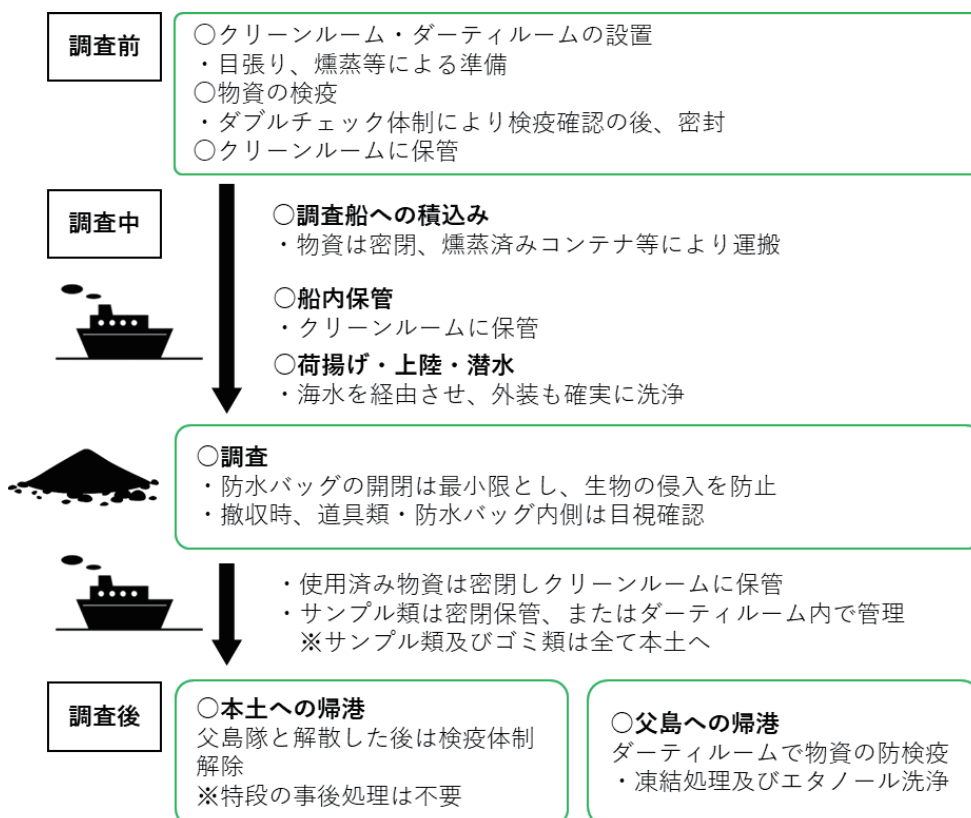 調査前
○クリーンルーム・ダーティルームの設置
・目張り、燻蒸等による準備
○物資の検疫
・ダブルチェック体制により検疫確認の後、密封
○クリーンルームに保管
調査中
○調査船への積込み
・物資は密閉、燻蒸済みコンテナ等により運搬
○船内保管
・クリーンルームに保管
○荷揚げ・上陸・潜水
・海水を経由させ、外装も確実に洗浄
○調査
・防水バッグの開閉は最小限とし、生物の侵入を防止
・撤収時、道具類・防水バッグ内側は目視確認
・使用済み物資は密閉しクリーンルームに保管
・サンプル類は密閉保管、またはダーティルーム内で管理
※サンプル類及びゴミ類は全て本土へ
調査後
○本土への帰港
父島隊と解散した後は検疫体制
解除
※特段の事後処理は不要
○父島への帰港
ダーティルームで物資の防検疫
・凍結処理及びエタノール洗浄